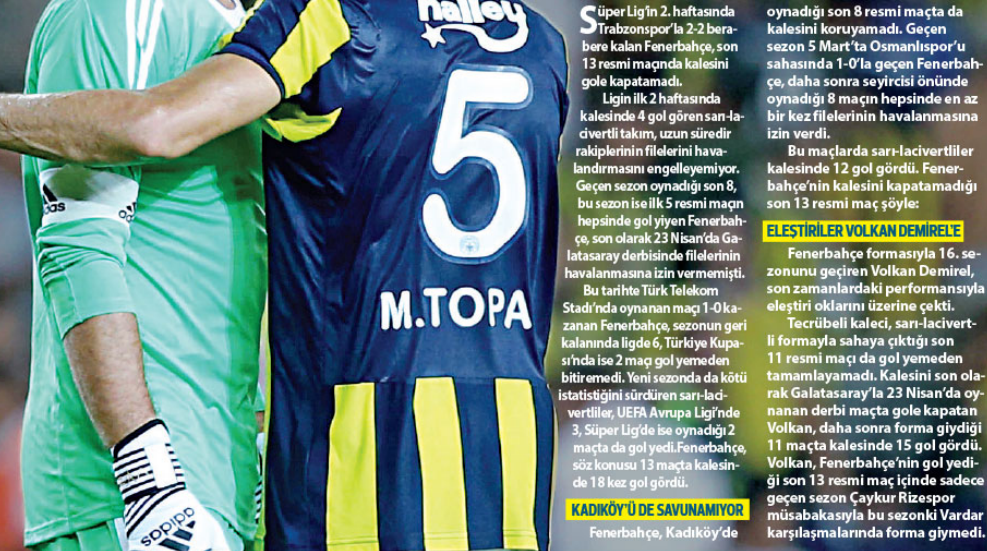 halley
5
M.TOPA
adidas
adidas
Süper Lig'in 2. haftasında
Trabzonspor'la 2-2 bera-
bere kalan Fenerbahçe, son
13 resmi maçında kalesini
gole kapatamadı.
Ligin ilk 2 haftasında
kalesinde 4 gol gören sarı-la-
civertli takım, uzun süredir
rakiplerinin filelerini hava-
landırmasını engelleyemiyor.
Geçen sezon oynadığı son 8,
bu sezon ise ilk 5 resmi maçın
hepsinde gol yiyen Fenerbah-
çe, son olarak 23 Nisan'da Ga-
latasaray derbisinde filelerinin
havalanmasına izin vermemişti.
Bu tarihte Türk Telekom
Stadı'nda oynanan maçı 1-0 ka-
zanan Fenerbahçe, sezonun geri
kalanında ligde 6, Türkiye Kupa-
sı'nda ise 2 maçı gol yemeden
bitiremedi. Yeni sezonda da kötü
istatistiğini sürdüren sarı-laci-
vertliler, UEFA Avrupa Ligi'nde
3, Süper Lig'de ise oynadığı 2
maçta da gol yedi.Fenerbahçe,
söz konusu 13 maçta kalesin-
de 18 kez gol gördü.
KADIKÖY'Ü DE SAVUNAMIYOR
Fenerbahçe, Kadıköy'de
oynadığı son 8 resmi maçta da
kalesini koruyamadı. Geçen
sezon 5 Mart'ta Osmanlıspor'u
sahasında 1-0'la geçen Fenerbah-
çe, daha sonra seyircisi önünde
oynadığı 8 maçın hepsinde en az
bir kez filelerinin havalanmasına
izin verdi.
Bu maçlarda sarı-lacivertliler
kalesinde 12 gol gördü. Fener-
bahçe'nin kalesini kapatamadığı
son 13 resmi maç şöyle:
ELEŞTİRİLER VOLKAN DEMİREL'E
Fenerbahçe formasıyla 16. se-
zonunu geçiren Volkan Demirel,
son zamanlardaki performansıyla
eleştiri oklarını üzerine çekti.
Tecrübeli kaleci, sarı-lacivert-
li formayla sahaya çıktığı son
11 resmi maçı da gol yemeden
tamamlayamadı. Kalesini son ola-
rak Galatasaray'la 23 Nisan'da oy-
nanan derbi maçta gole kapatan
Volkan, daha sonra forma giydiği
11 maçta kalesinde 15 gol gördü.
Volkan, Fenerbahçe'nin gol yedi-
ği son 13 resmi maç içinde sadece
geçen sezon Çaykur Rizespor
müsabakasıyla bu sezonki Vardar
karşılaşmalarında forma giymedi.